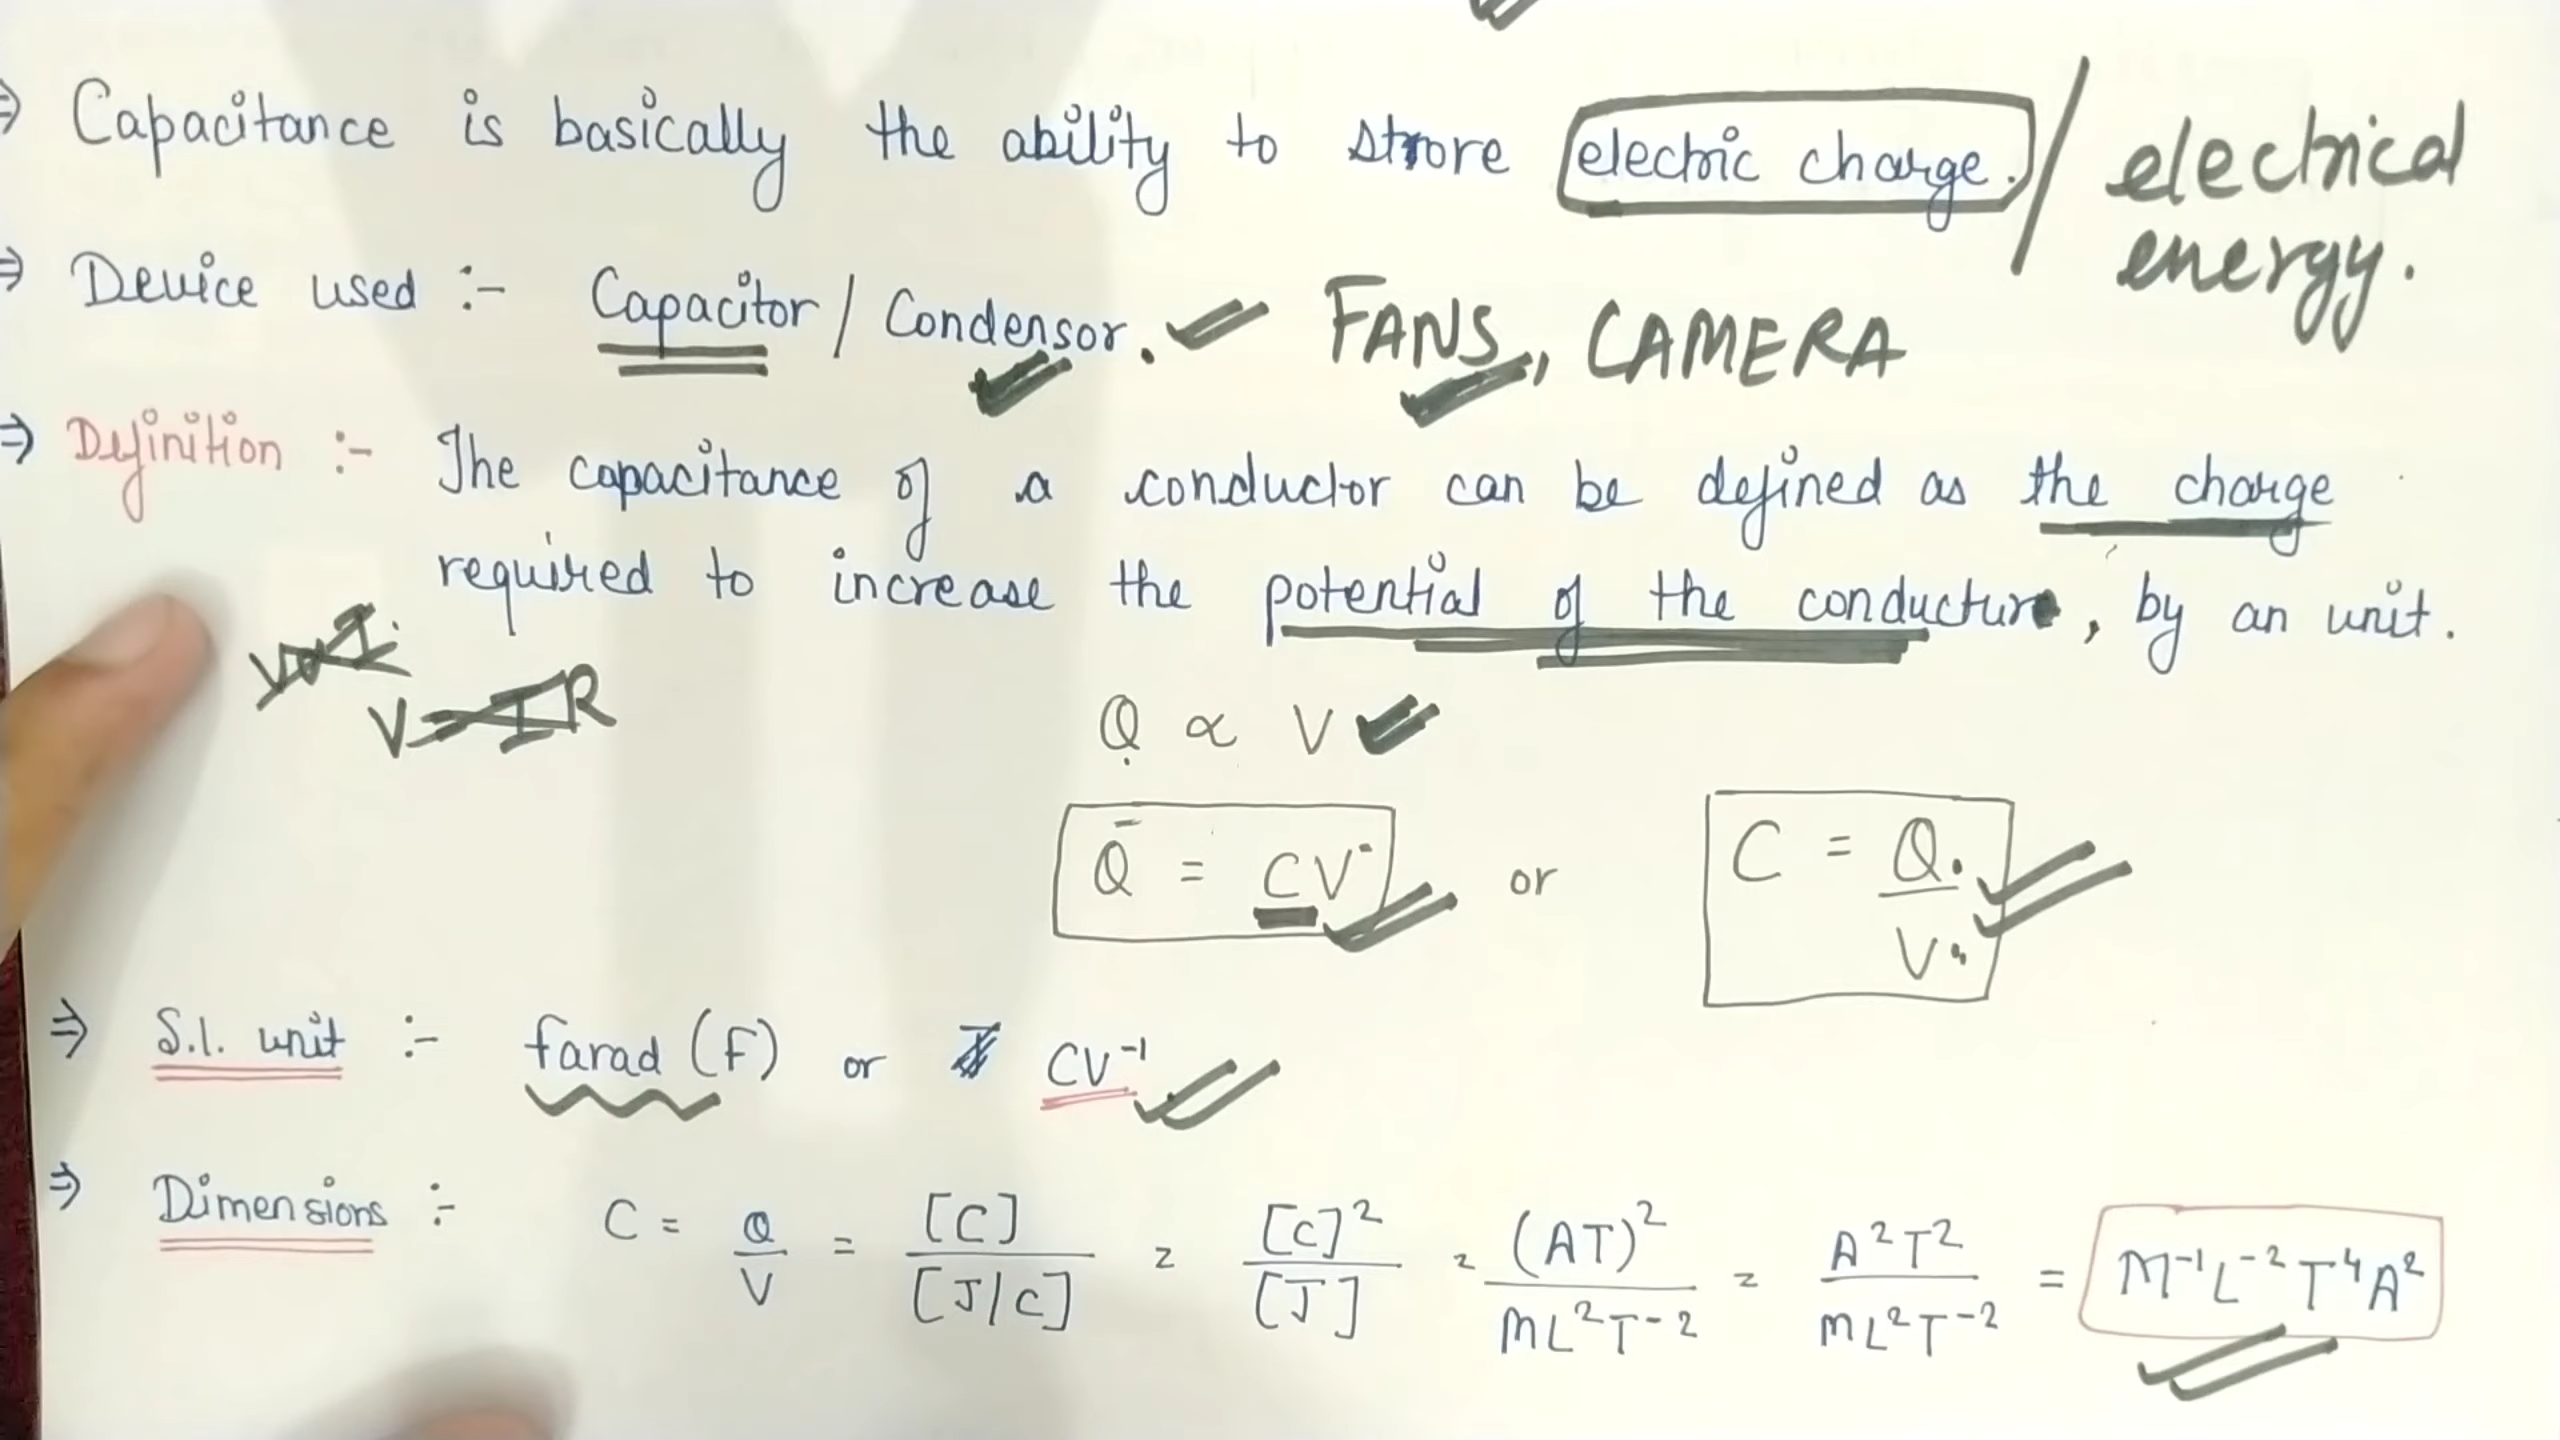 ⇒ Capacitance is basically the ability to strore electric charge. / electrical energy.
⇒ Device used :- Capacitor / Condensor. FANS, CAMERA
⇒ Definition :- The capacitance of a conductor can be defined as the charge
required to increase the potential of the conducture, by an unit.
V∝I.
V=IR
Q ∝ V
Q = CV or C = Q/V
⇒ S.I. unit :- farad (F) or CV⁻¹
⇒ Dimensions :- C = Q/V = [C]/[J/C] = [C]²/[J] = (AT)²/ML²T⁻² = A²T²/ML²T⁻² = M⁻¹L⁻²T⁴A²